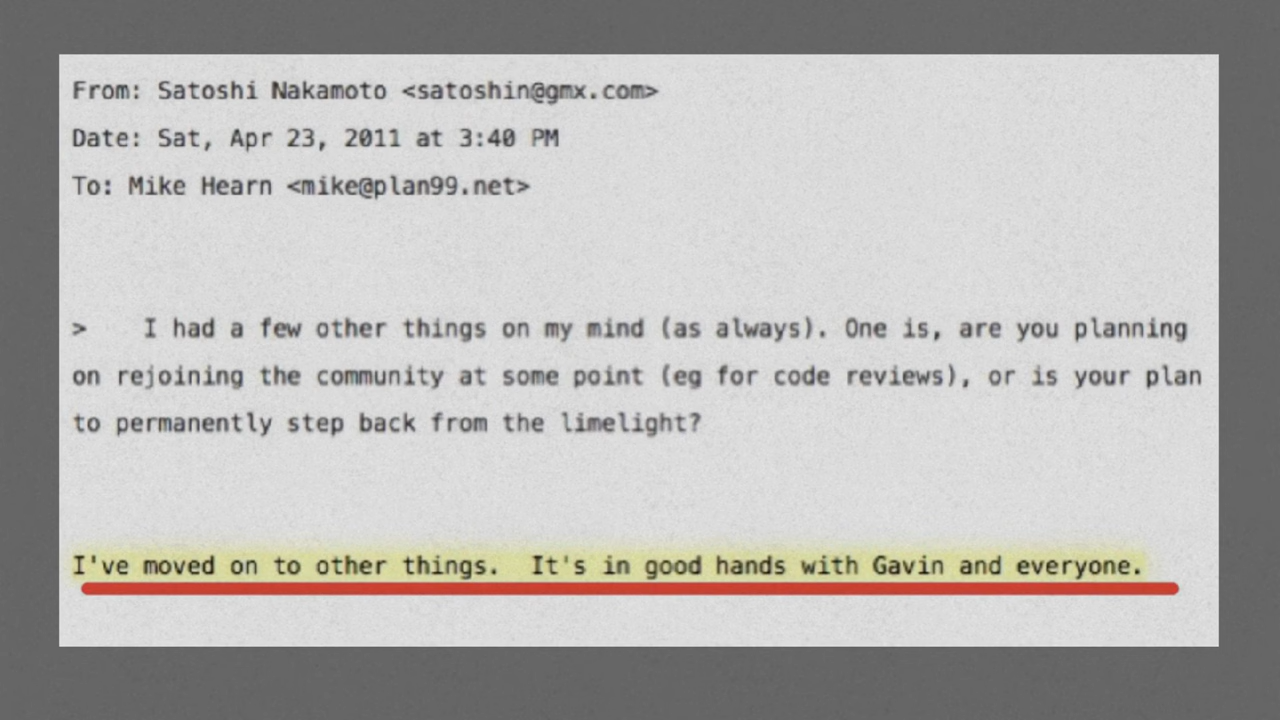 From: Satoshi Nakamoto <satoshin@gmx.com>
Date: Sat, Apr 23, 2011 at 3:40 PM
To: Mike Hearn <mike@plan99.net>
>    I had a few other things on my mind (as always). One is, are you planning
on rejoining the community at some point (eg for code reviews), or is your plan
to permanently step back from the limelight?
I've moved on to other things.  It's in good hands with Gavin and everyone.